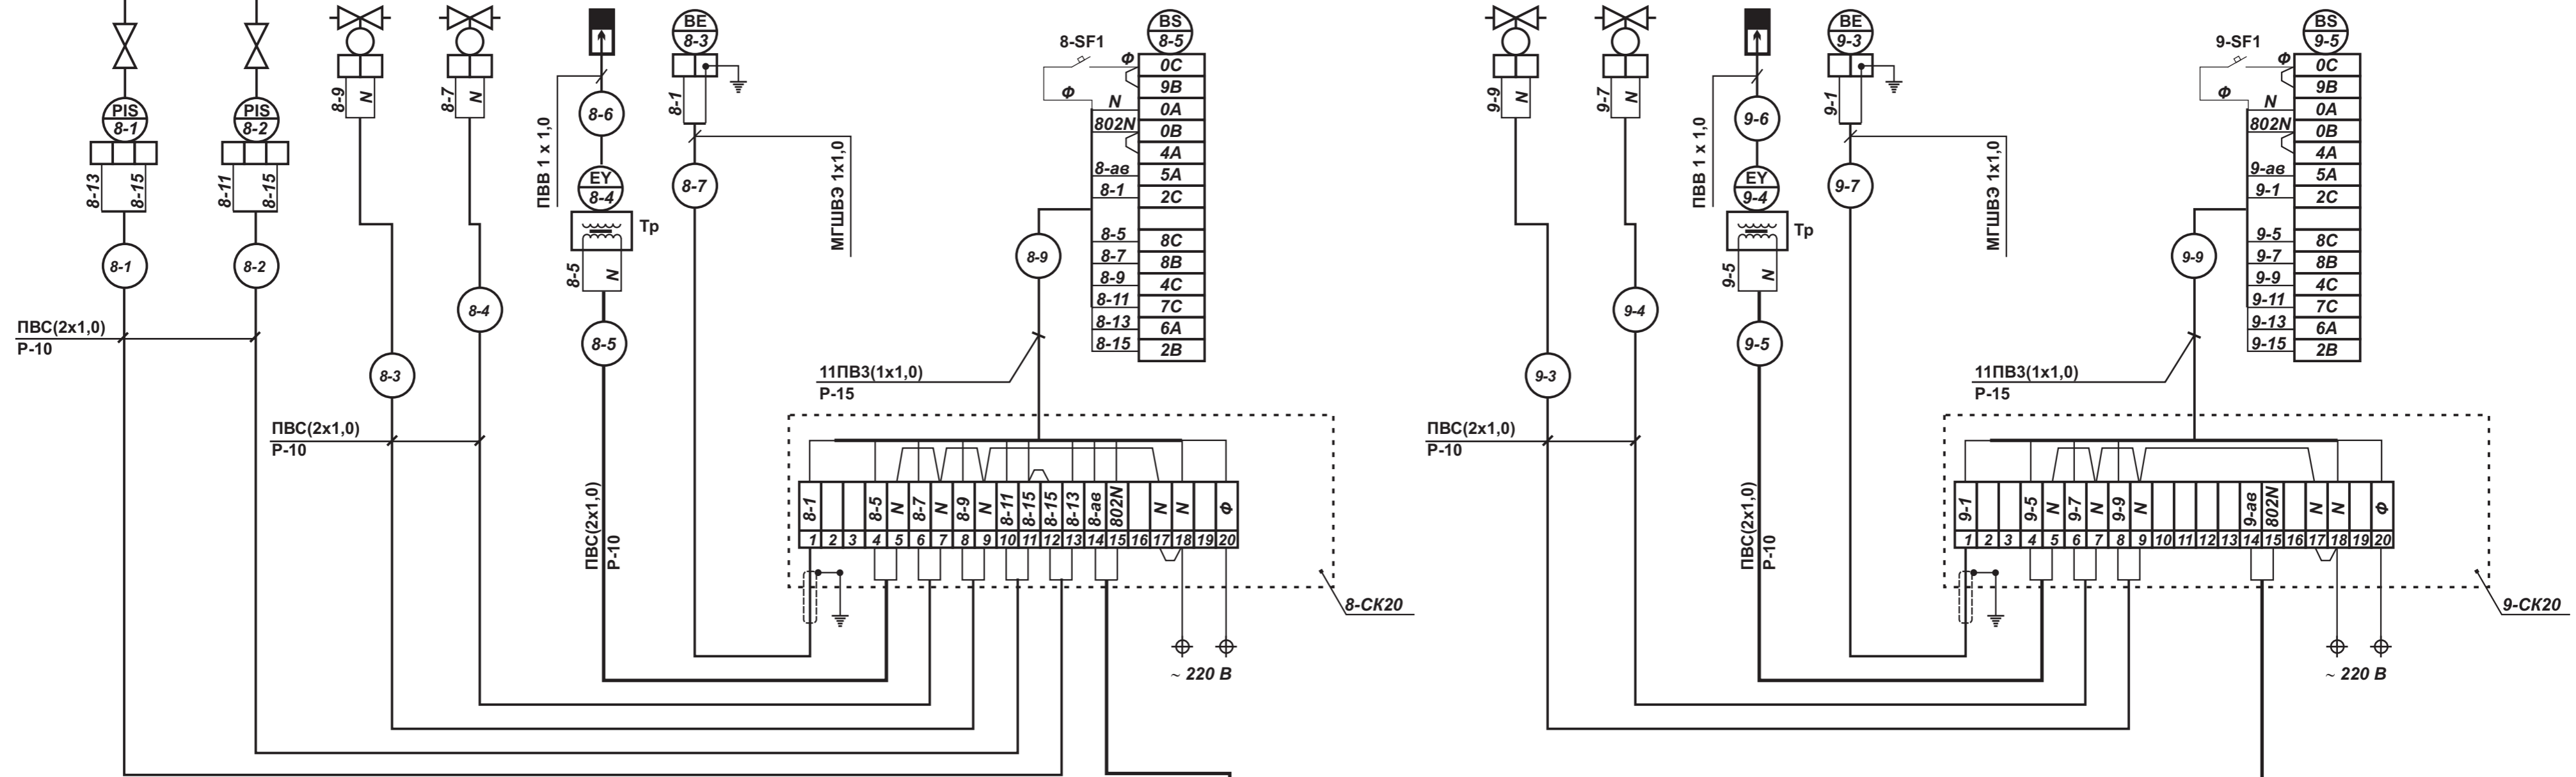 PIS
8-1
8-13
8-15
8-1
PIS
8-2
8-11
8-15
8-2
ПВС(2х1,0)
Р-10
8-9
N
8-3
8-7
N
8-4
ПВС(2х1,0)
Р-10
ПВВ 1 х 1,0
8-6
EY
8-4
Тр
8-5
N
8-5
ПВС(2х1,0)
Р-10
BE
8-3
8-1
8-7
МГШВЭ 1х1,0
8-SF1
Ф
Ф
BS
8-5
0C
9B
N
0A
802N
0B
4A
8-ав
5A
8-1
2C
8-5
8C
8-7
8B
8-9
4C
8-11
7C
8-13
6A
8-15
2B
8-9
11ПВ3(1х1,0)
Р-15
8-1
8-5
N
8-7
N
8-9
N
8-11
8-15
8-15
8-13
8-ав
802N
N
N
Ф
1 2 3 4 5 6 7 8 9 10 11 12 13 14 15 16 17 18 19 20
8-СК20
~ 220 В
9-9
N
9-3
9-7
N
9-4
ПВС(2х1,0)
Р-10
ПВВ 1 х 1,0
9-6
EY
9-4
Тр
9-5
N
9-5
ПВС(2х1,0)
Р-10
BE
9-3
9-1
9-7
МГШВЭ 1х1,0
9-SF1
Ф
Ф
BS
9-5
0C
9B
N
0A
802N
0B
4A
9-ав
5A
9-1
2C
9-5
8C
9-7
8B
9-9
4C
9-11
7C
9-13
6A
9-15
2B
9-9
11ПВ3(1х1,0)
Р-15
9-1
9-5
N
9-7
N
9-9
N
9-ав
802N
N
N
Ф
1 2 3 4 5 6 7 8 9 10 11 12 13 14 15 16 17 18 19 20
9-СК20
~ 220 В